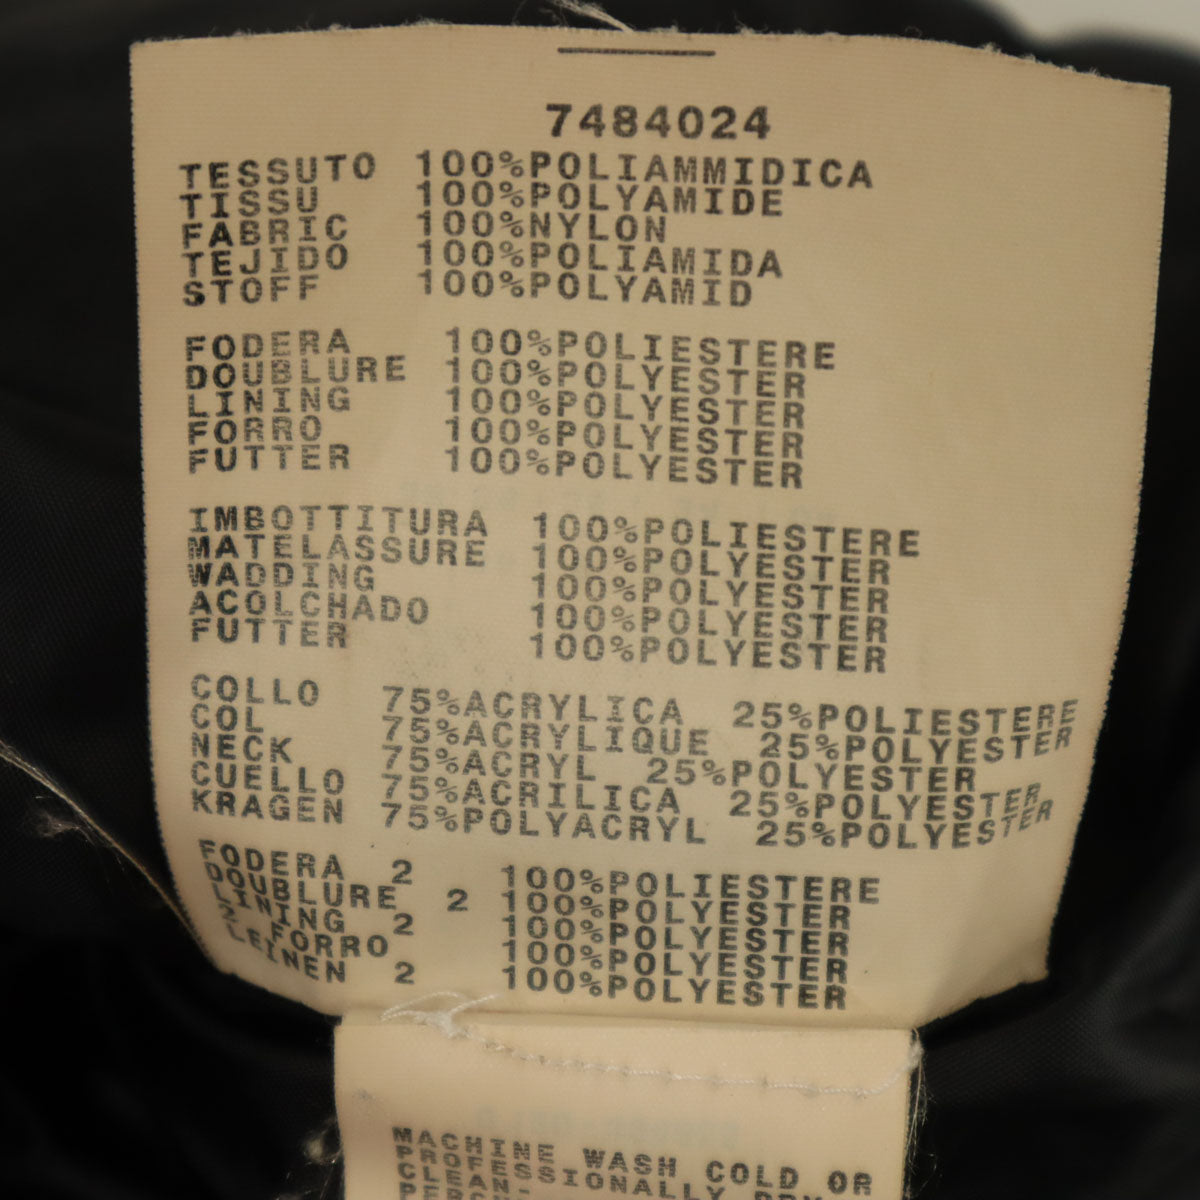 7484024
TESSUTO 100%POLIAMMIDICA
TISSU 100%POLYAMIDE
FABRIC 100%NYLON
TEJIDO 100%POLIAMIDA
STOFF 100%POLYAMID
FODERA 100%POLIESTERE
DOUBLURE 100%POLYESTER
LINING 100%POLYESTER
FORRO 100%POLYESTER
FUTTER 100%POLYESTER
IMBOTTITURA 100%POLIESTERE
MATELASSURE 100%POLYESTER
WADDING 100%POLYESTER
ACOLCHADO 100%POLYESTER
FUTTER 100%POLYESTER
COLLO 75%ACRYLICA 25%POLIESTERE
COL 75%ACRYLIQUE 25%POLYESTER
NECK 75%ACRYL 25%POLYESTER
CUELLO 75%ACRILICA 25%POLYESTER
KRAGEN 75%POLYACRYL 25%POLYESTER
FODERA 2 100%POLIESTERE
DOUBLURE 2 100%POLYESTER
LINING 2 100%POLYESTER
2 FORRO 100%POLYESTER
LEINEN 2 100%POLYESTER
MACHINE WASH COLD OR
PROFESSIONALLY DRY
CLEAN-